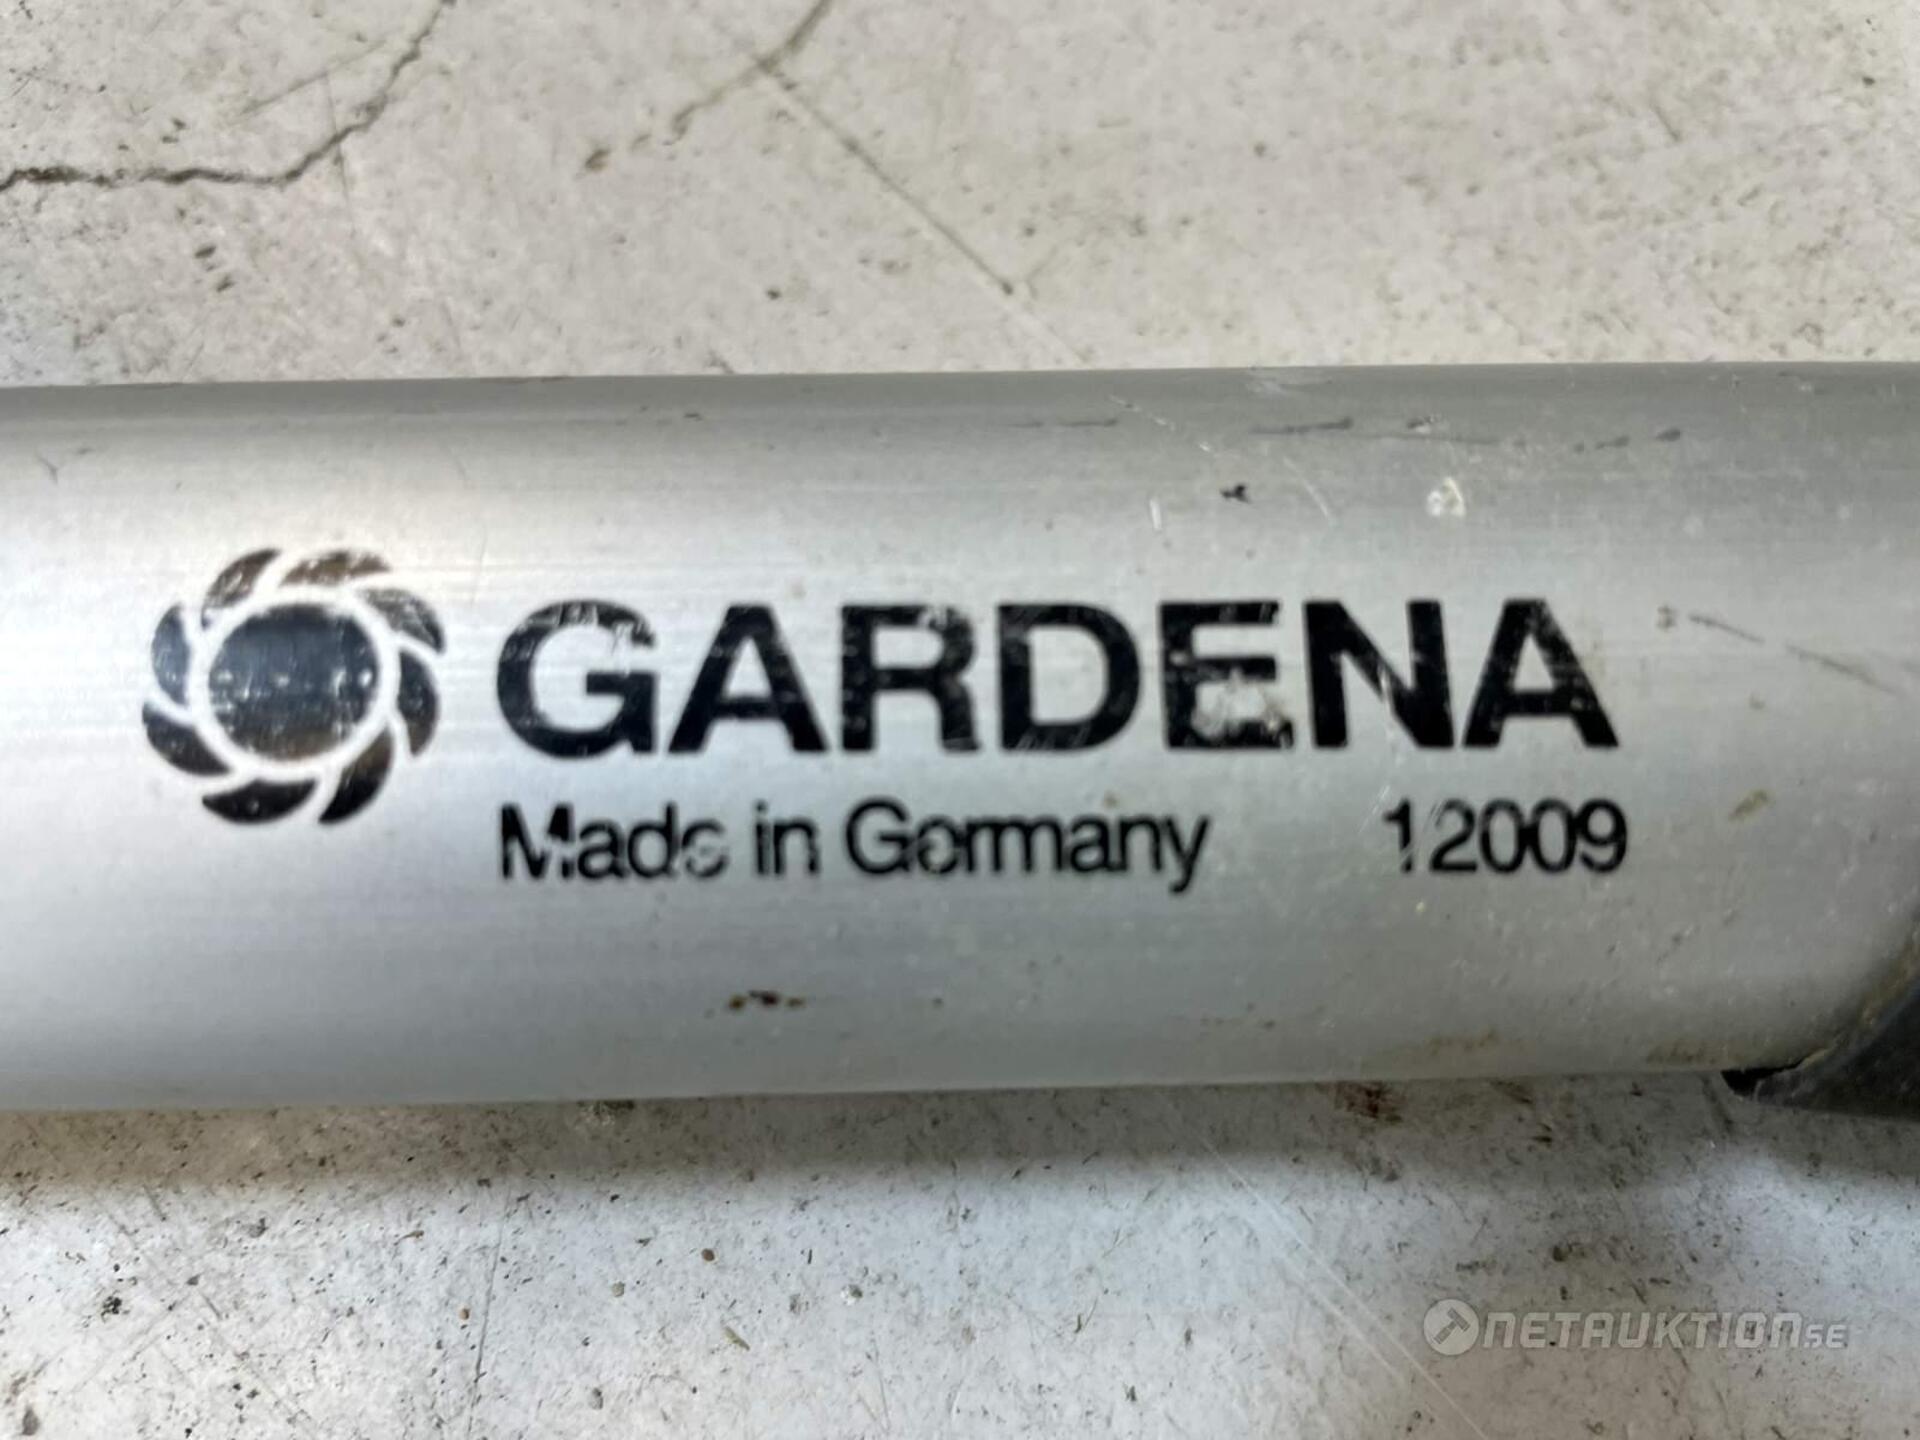 GARDENA
Made in Germany 12009
NETAUKTION.SE